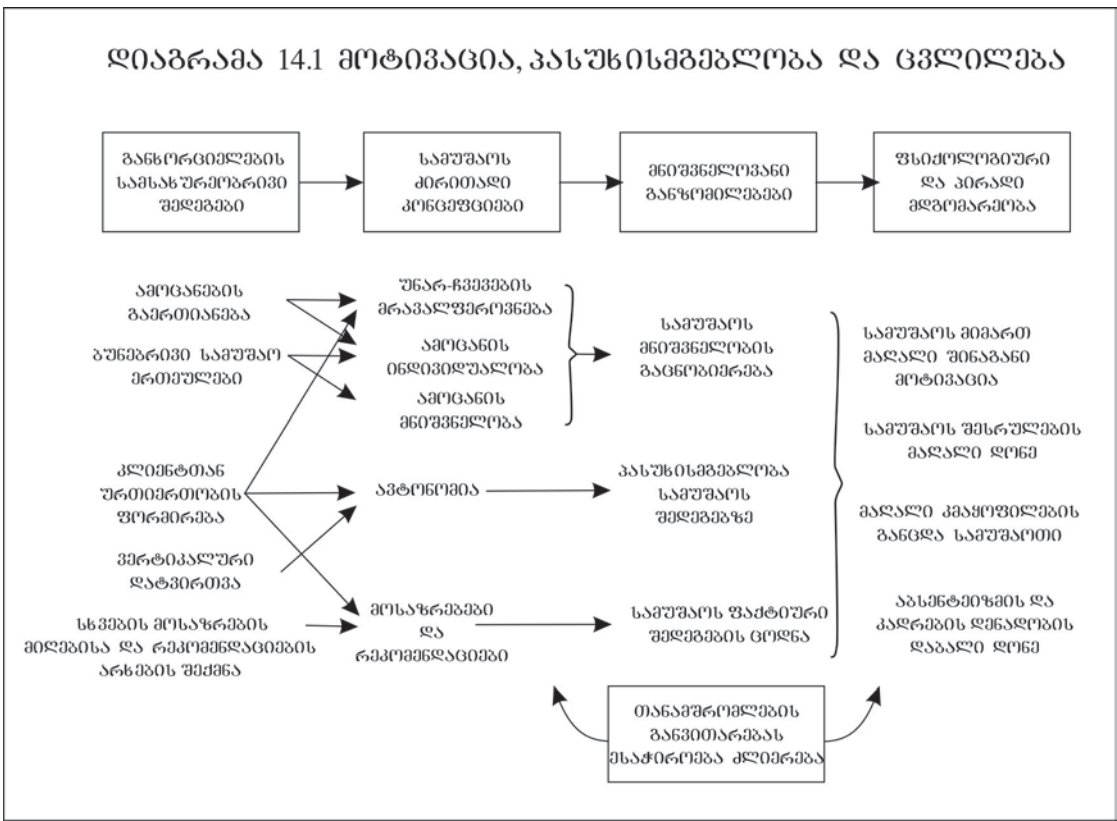 დიაგრამა 14.1 მოტივაცია, პასუხისმგებლობა და ცვლილება
განხორციელების
სამსახურეობრივი
შედეგები
სამუშაოს
ძირითადი
კონცეფციები
მნიშვნელოვანი
განზომილებები
ფსიქოლოგიური
და პირადი
მდგომარეობა
ამოცანების
გაერთიანება
ბუნებრივი სამუშაო
ერთეულები
კლიენტთან
ურთიერთობის
ფორმირება
ვერტიკალური
დატვირთვა
სხვების მოსაზრების
მიღებისა და რეკომენდაციების
არხების შექმნა
უნარ-ჩვევების
მრავალფეროვნება
ამოცანის
ინდივიდუალობა
ამოცანის
მნიშვნელობა
ავტონომია
მოსაზრებები
და
რეკომენდაციები
სამუშაოს
მნიშვნელობის
გაცნობიერება
პასუხისმგებლობა
სამუშაოს
შედეგებზე
სამუშაოს ფაქტიური
შედეგების ცოდნა
სამუშაოს მიმართ
მაღალი შინაგანი
მოტივაცია
სამუშაოს შესრულების
მაღალი დონე
მაღალი კმაყოფილების
განცდა სამუშაოთი
აბსენტეიზმის და
კადრების დენადობის
დაბალი დონე
თანამშრომლების
განვითარებას
ესაჭიროება ძლიერება